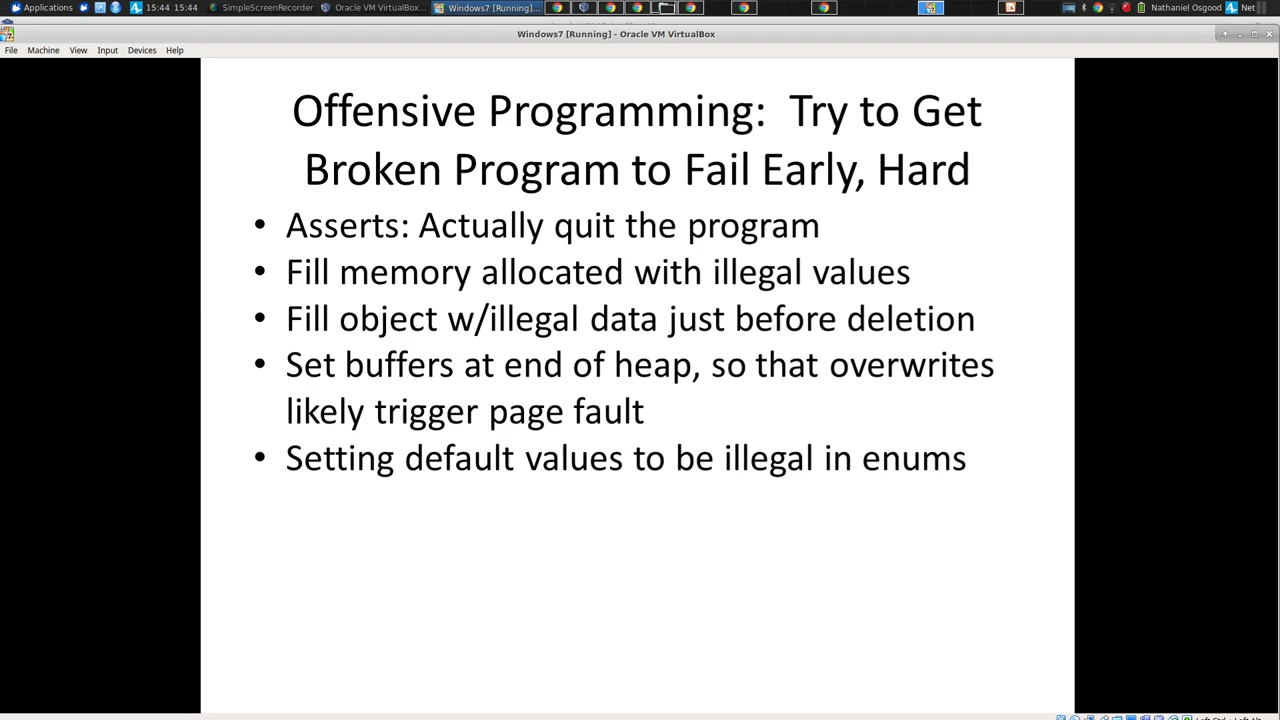 Applications 15:44 15:44 SimpleScreenRecorder Oracle VM VirtualBox... Windows7 [Running]... Nathaniel Osgood Net
Windows7 [Running] - Oracle VM VirtualBox
File Machine View Input Devices Help
Offensive Programming: Try to Get
Broken Program to Fail Early, Hard
• Asserts: Actually quit the program
• Fill memory allocated with illegal values
• Fill object w/illegal data just before deletion
• Set buffers at end of heap, so that overwrites
likely trigger page fault
• Setting default values to be illegal in enums